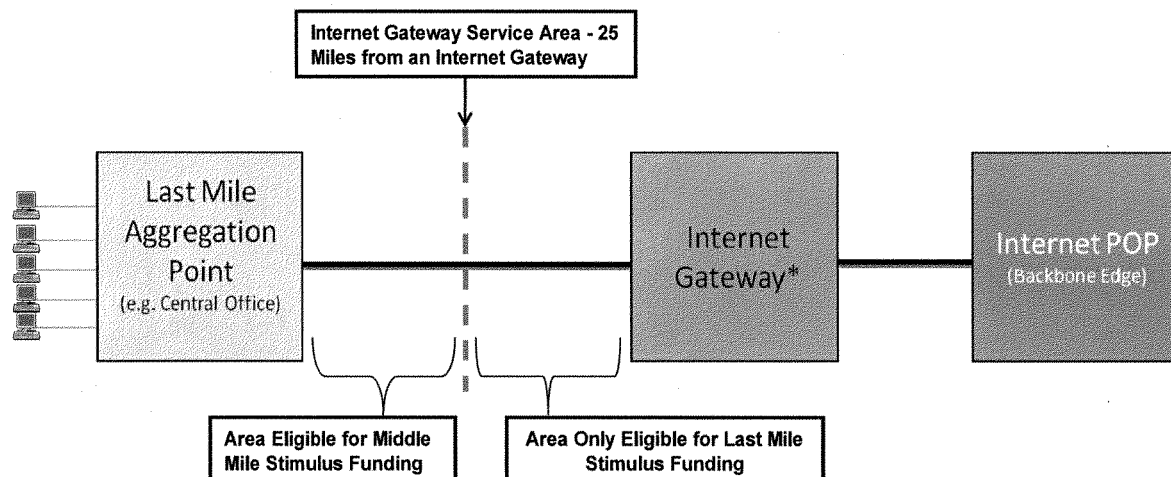 Internet Gateway Service Area - 25
Miles from an Internet Gateway
Last Mile
Aggregation
Point
(e.g. Central Office)
Internet
Gateway*
Internet POP
(Backbone Edge)
Area Eligible for Middle
Mile Stimulus Funding
Area Only Eligible for Last Mile
Stimulus Funding